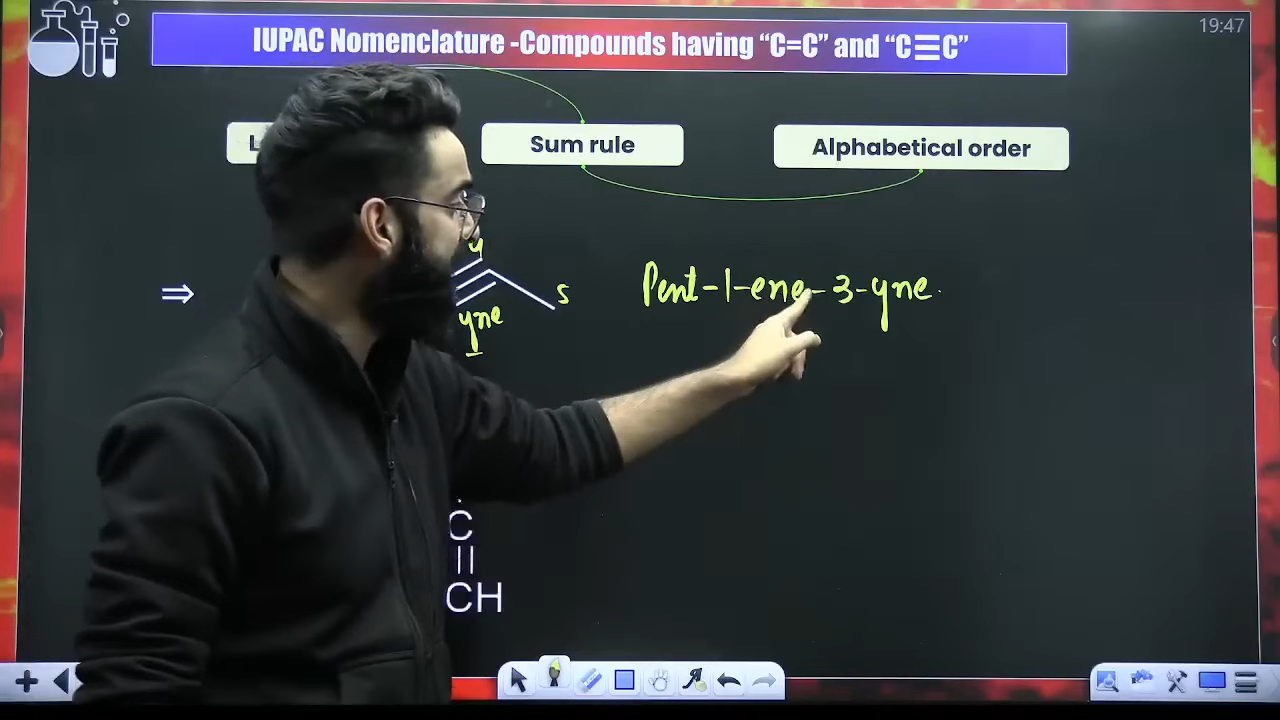 19:47
IUPAC Nomenclature -Compounds having “C=C” and “C≡C”
L
Sum rule
Alphabetical order
⇒
4
5
yne
Pent-1-ene-3-yne.
C
||
CH